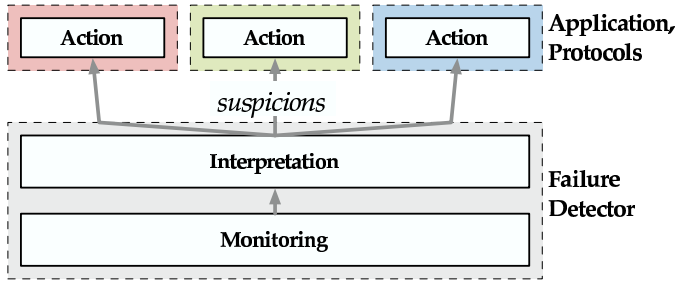 Action
Action
Action
Application,
Protocols
suspicions
Interpretation
Failure
Detector
Monitoring